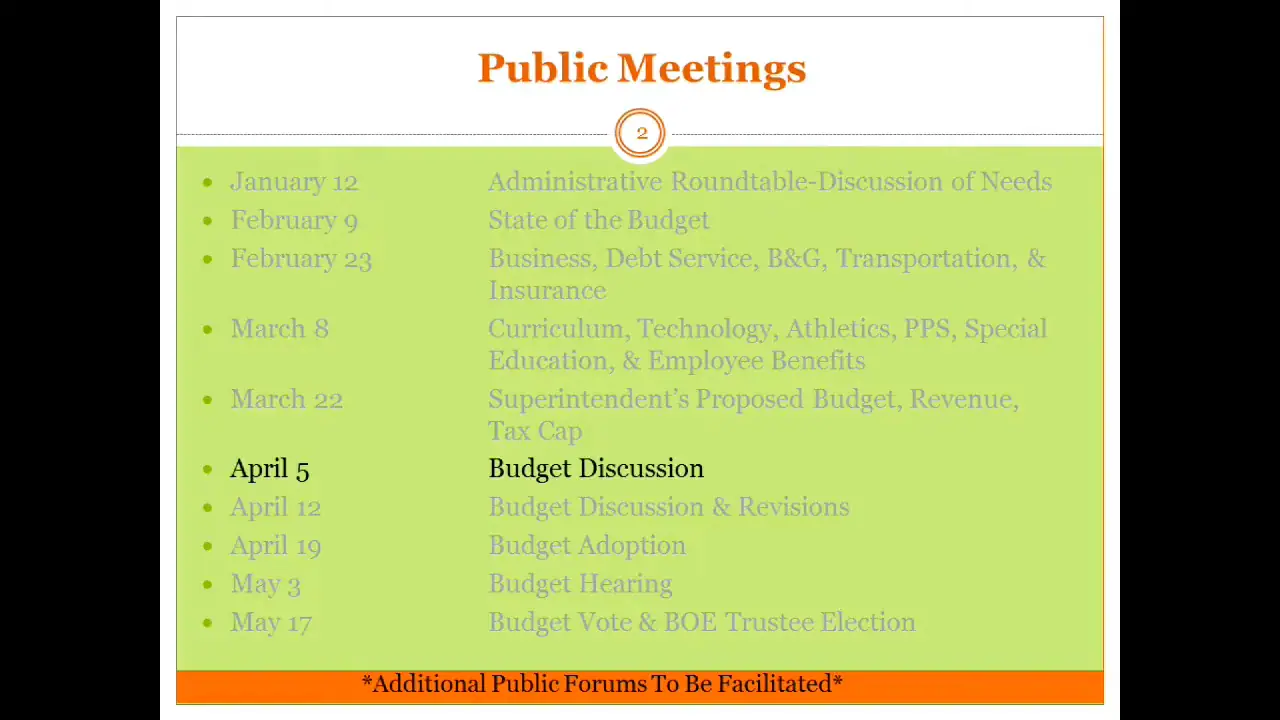 Public Meetings
2
• January 12 Administrative Roundtable-Discussion of Needs
• February 9 State of the Budget
• February 23 Business, Debt Service, B&G, Transportation, &
Insurance
• March 8 Curriculum, Technology, Athletics, PPS, Special
Education, & Employee Benefits
• March 22 Superintendent's Proposed Budget, Revenue,
Tax Cap
• April 5 Budget Discussion
• April 12 Budget Discussion & Revisions
• April 19 Budget Adoption
• May 3 Budget Hearing
• May 17 Budget Vote & BOE Trustee Election
*Additional Public Forums To Be Facilitated*